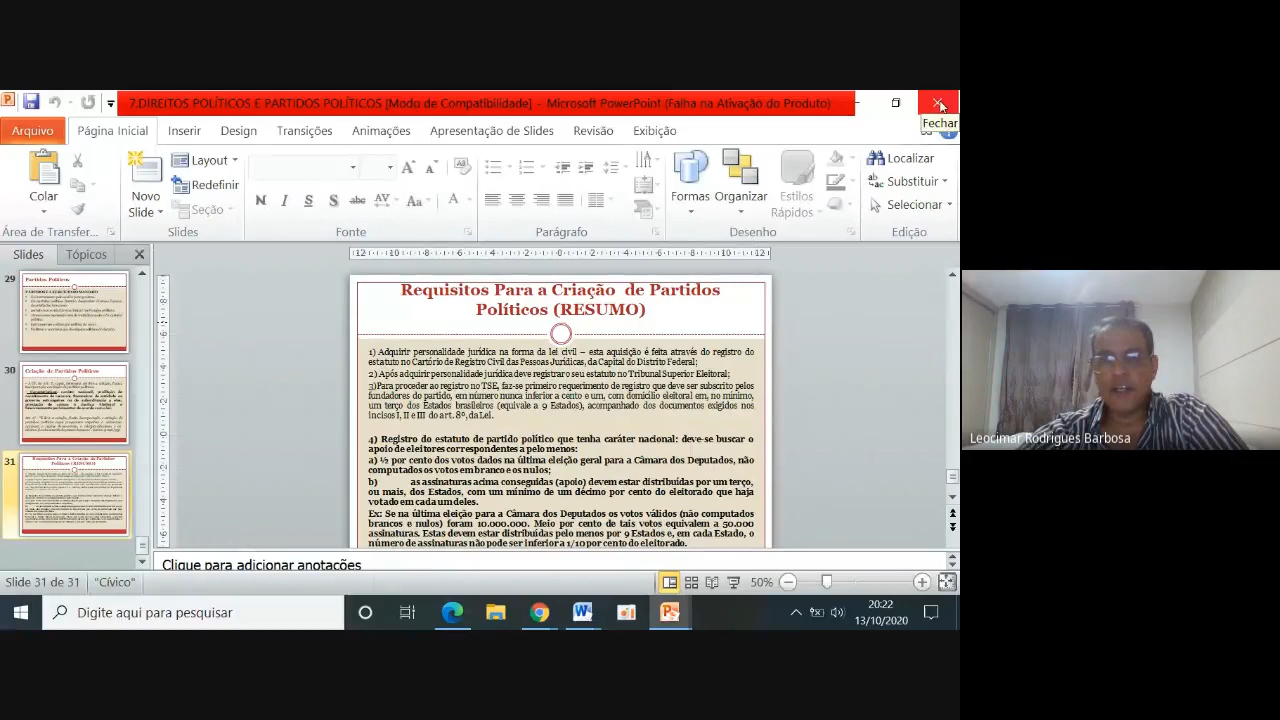 7.DIREITOS POLÍTICOS E PARTIDOS POLÍTICOS [Modo de Compatibilidade] - Microsoft PowerPoint (Falha na Ativação do Produto)
Fechar
Arquivo
Página Inicial
Inserir
Design
Transições
Animações
Apresentação de Slides
Revisão
Exibição
Colar
Novo
Slide
Layout
Redefinir
Seção
Formas
Organizar
Estilos
Rápidos
Localizar
Substituir
Selecionar
Área de Transfer...
Slides
Fonte
Parágrafo
Desenho
Edição
Slides
Tópicos
29
Partidos Políticos
30
Criação de Partidos Políticos
31
Requisitos Para a Criação de Partidos
Políticos (RESUMO)
Requisitos Para a Criação de Partidos
Políticos (RESUMO)
1) Adquirir personalidade jurídica na forma da lei civil – esta aquisição é feita através do registro do
estatuto no Cartório de Registro Civil das Pessoas Jurídicas, da Capital do Distrito Federal;
2) Após adquirir personalidade jurídica deve registrar seu estatuto no Tribunal Superior Eleitoral;
3)Para proceder ao registro no TSE, fix-se primeiro requerimento de registro que deve ser subscrito pelos
fundadores de partido, em número nunca inferior a cento e um, com domicílio eleitoral em, no mínimo,
um terço dos Estados brasileiros (equivale a 9 Estados), acompanhado dos documentos exigidos nos
incisos I, II e III do art. 8º, da Lei.
4) Registro do estatuto de partido político que tenha caráter nacional: deve-se buscar o
apoio de eleitores correspondentes a pelo menos:
a) ½ por cento dos votos dados na última eleição geral para a Câmara dos Deputados, não
computados os votos em branco e os nulos;
b) as assinaturas acima conseguidas (apoio) devem estar distribuídas por um terço,
ou mais, dos Estados, com um mínimo de um décimo por cento do eleitorado que haja
votado em cada um deles.
Ex: Se na última eleição para a Câmara dos Deputados os votos válidos (não computados
brancos e nulos) foram 10.000.000. Meio por cento de tais votos equivalem a 50.000
assinaturas. Estas devem estar distribuídas pelo menos por 9 Estados e, em cada Estado, o
número de assinaturas não pode ser inferior a 1/10 por cento do eleitorado.
Clique para adicionar anotações
Slide 31 de 31
"Cívico"
50%
Digite aqui para pesquisar
20:22
13/10/2020
Leocimar Rodrigues Barbosa